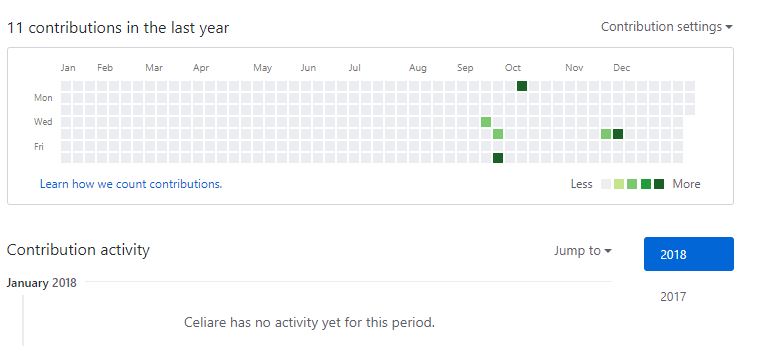 11 contributions in the last year
Contribution settings
Jan Feb Mar Apr May Jun Jul Aug Sep Oct Nov Dec
Mon
Wed
Fri
Learn how we count contributions.
Less More
Contribution activity
Jump to
2018
January 2018
2017
Celiare has no activity yet for this period.